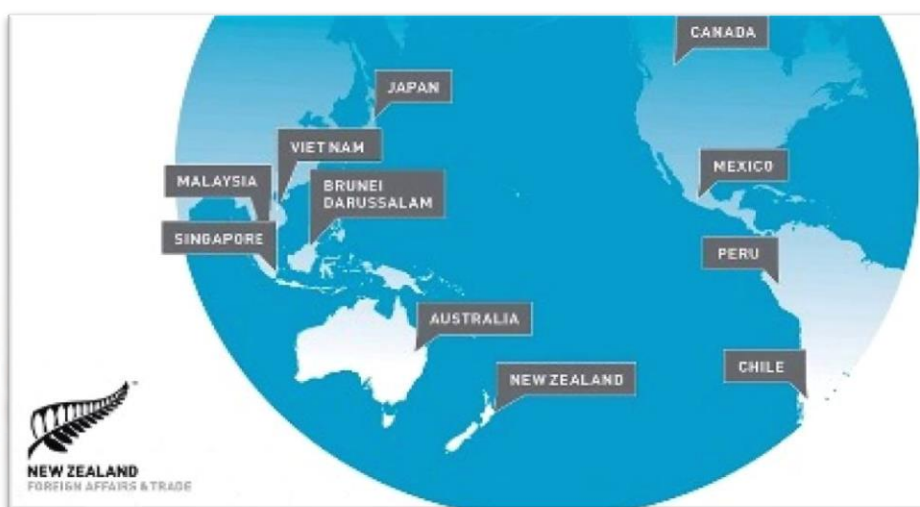 CANADA
JAPAN
VIET NAM
MALAYSIA
BRUNEI
DARUSSALAM
MEXICO
SINGAPORE
PERU
AUSTRALIA
CHILE
NEW ZEALAND
NEW ZEALAND
FOREIGN AFFAIRS & TRADE